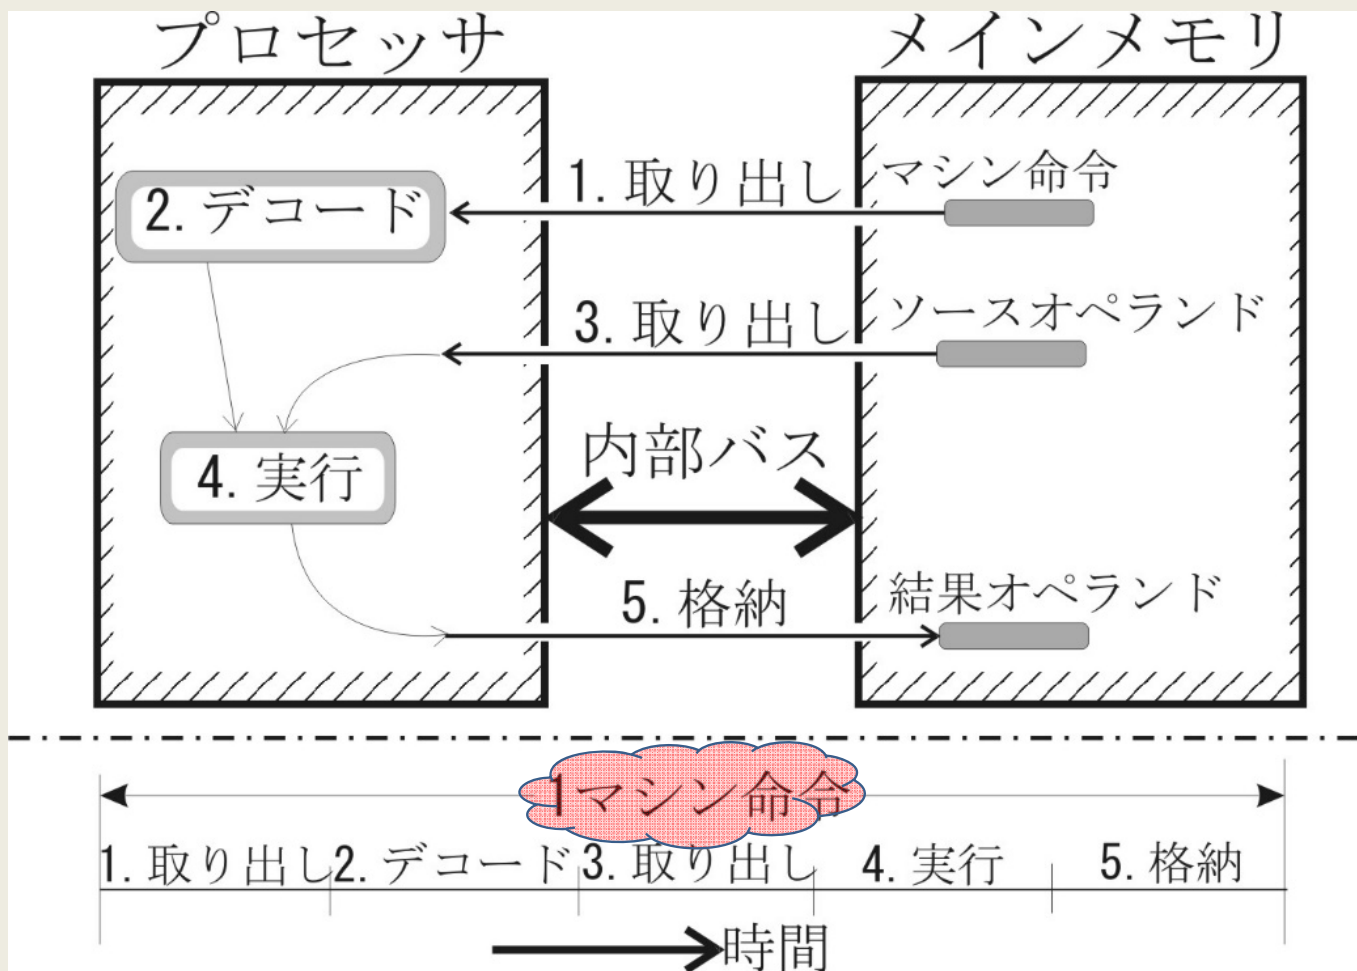 プロセッサ
メインメモリ
1. 取り出し
マシン命令
2. デコード
3. 取り出し
ソースオペランド
内部バス
4. 実行
5. 格納
結果オペランド
1マシン命令
1. 取り出し 2. デコード 3. 取り出し 4. 実行 5. 格納
時間